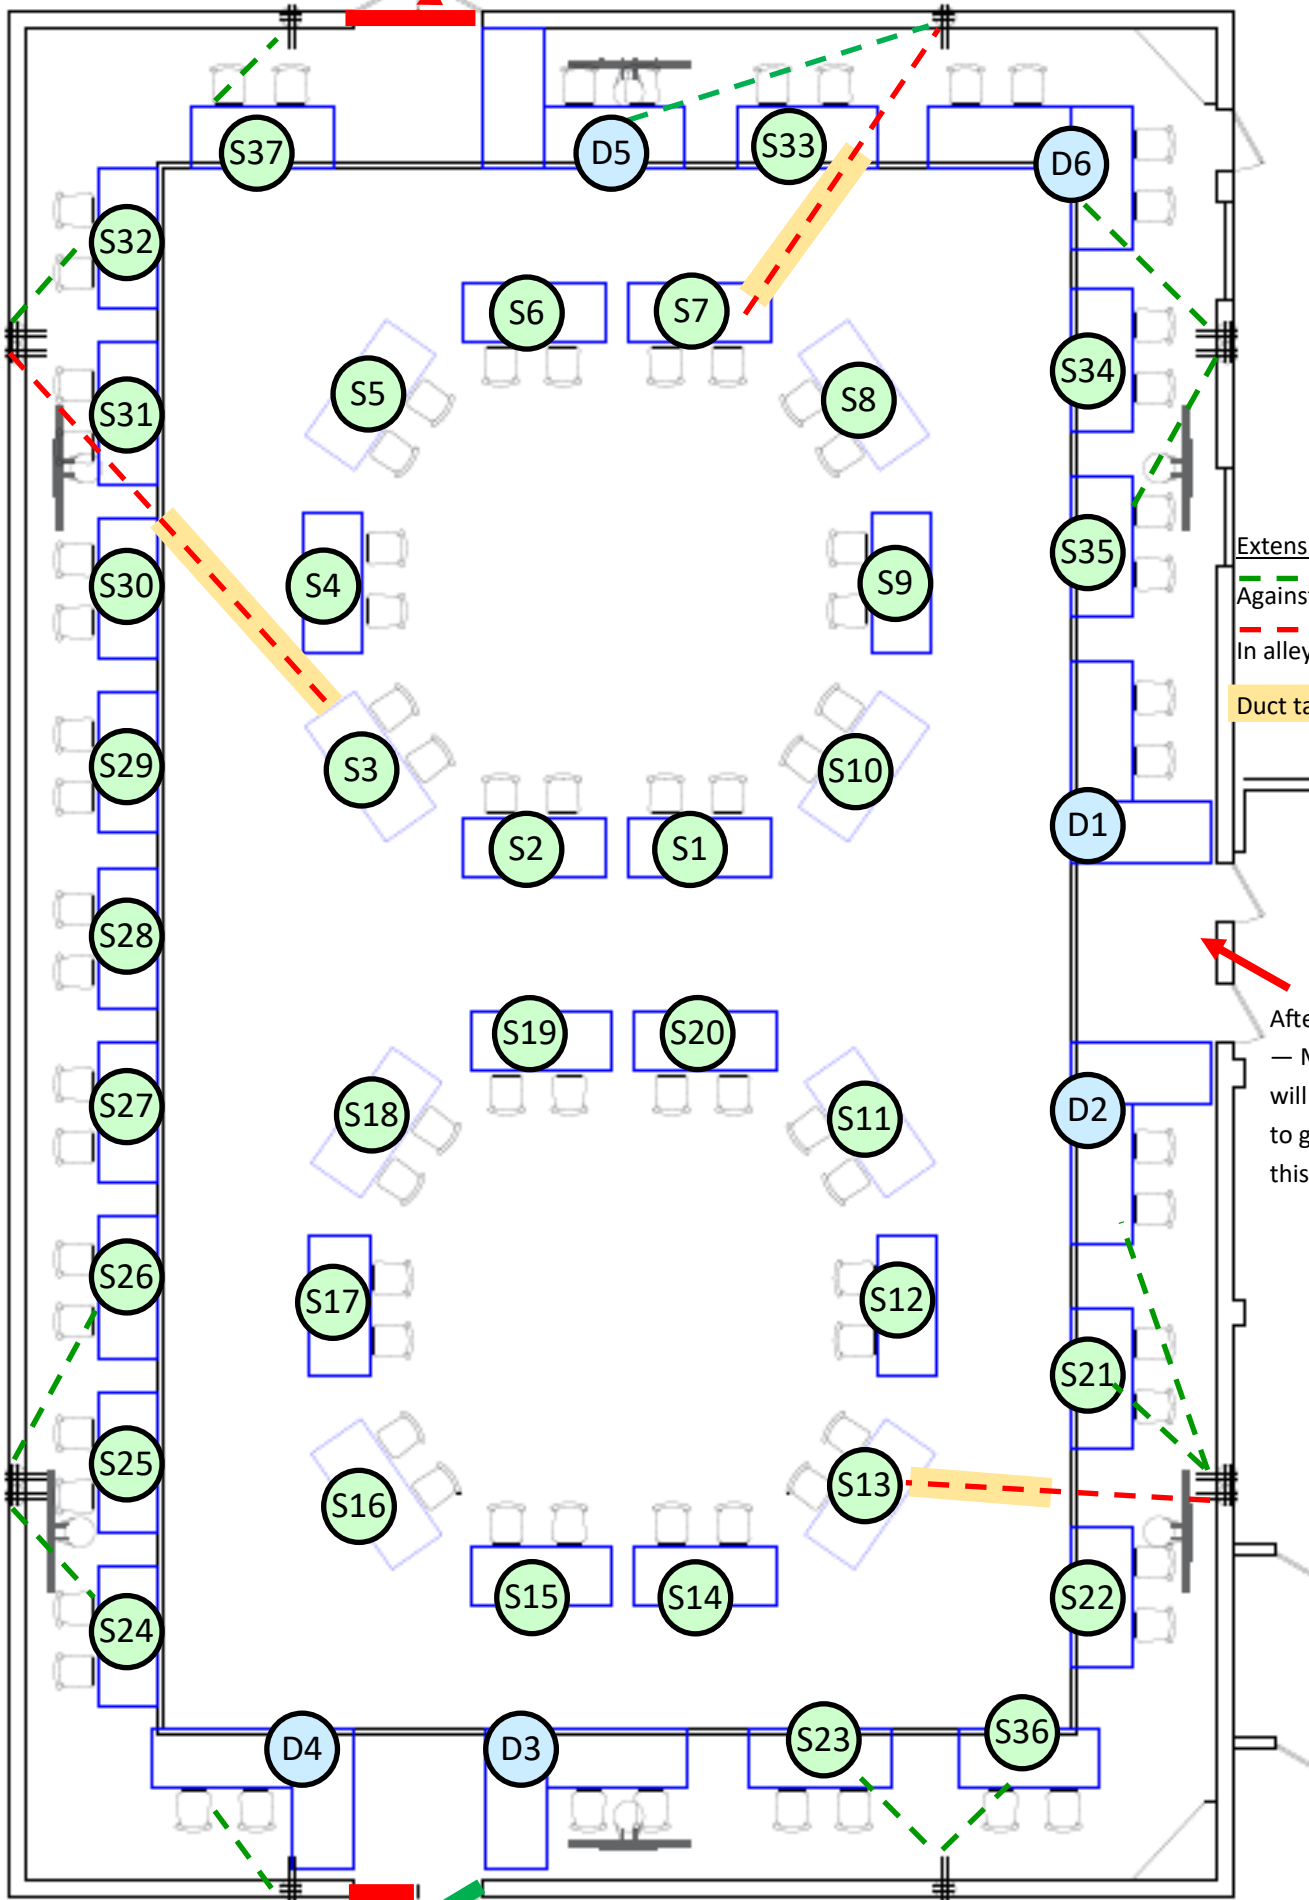 S37
D5
S33
D6
S32
S6
S7
S34
S5
S8
S31
S30
S4
S9
S35
Extens
Against
In alley
Duct ta
S29
S3
S10
S2
S1
D1
S28
Afte
— M
will
to g
this
S19
S20
S27
S18
S11
D2
S26
S17
S12
S21
S25
S16
S13
S24
S15
S14
S22
D4
D3
S23
S36